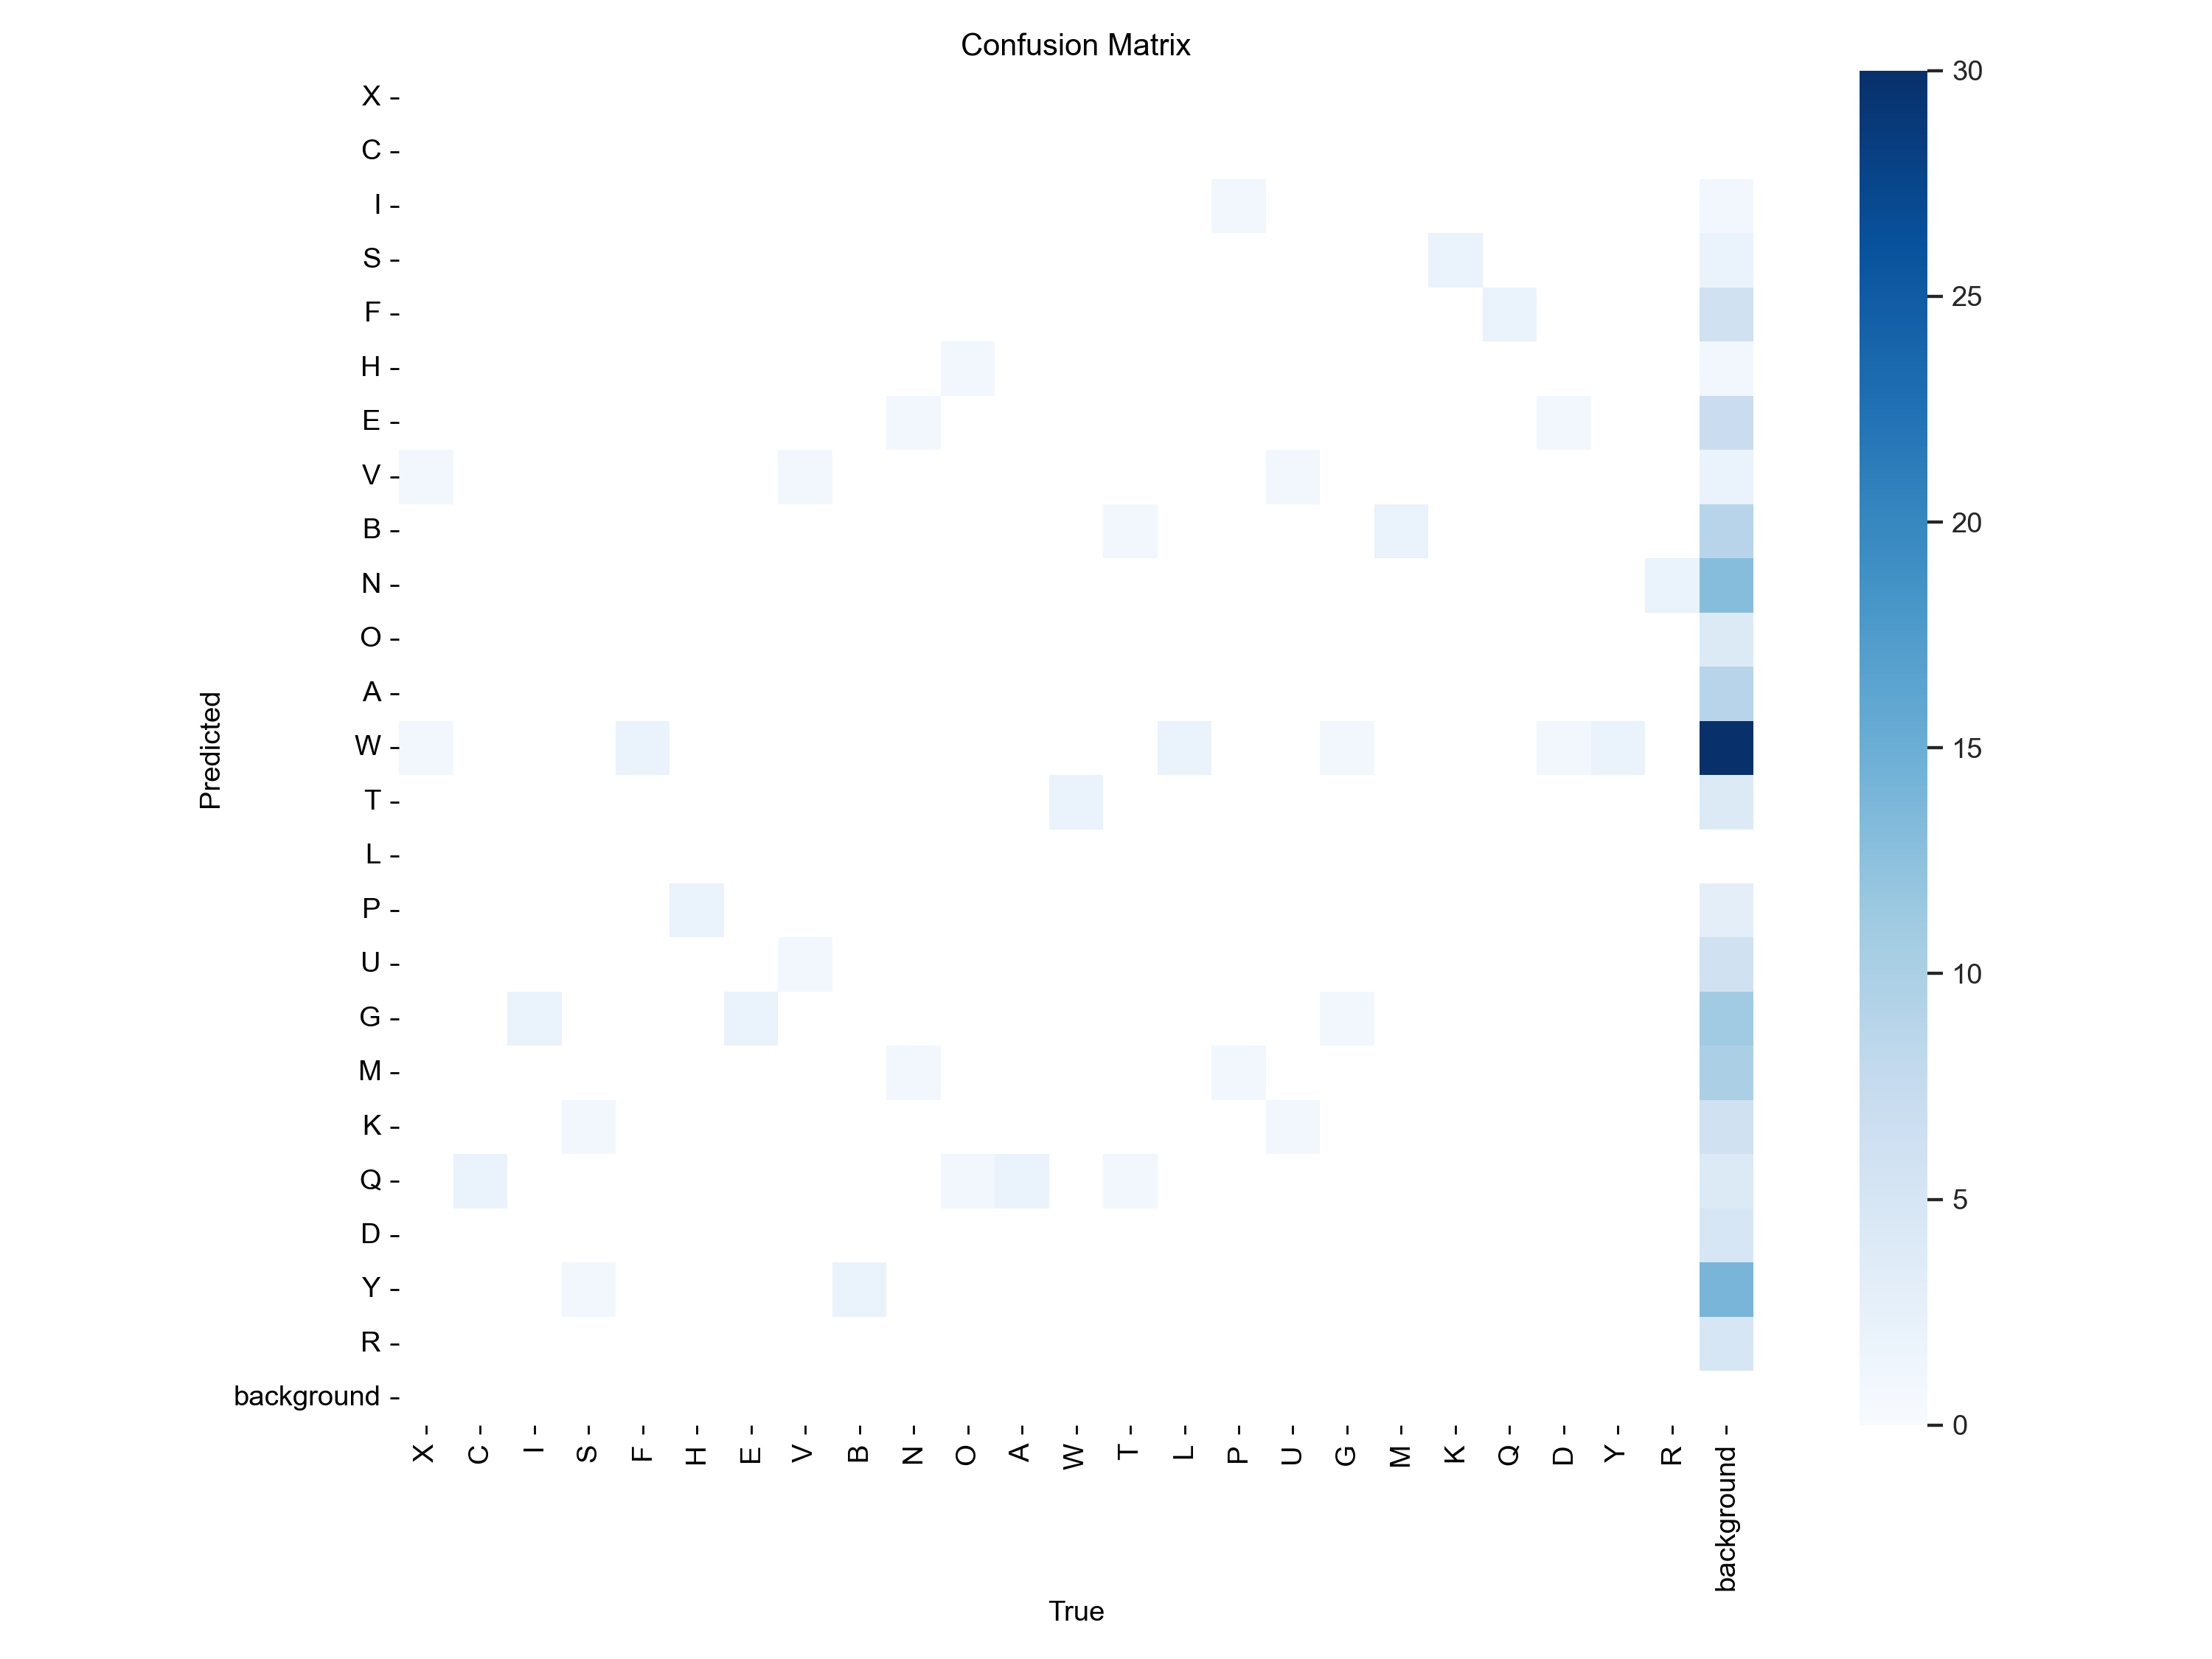 Confusion Matrix
X
C
I
S
F
H
E
V
B
N
O
A
W
T
L
P
U
G
M
K
Q
D
Y
R
background
Predicted
X
C
I
S
F
H
E
V
B
N
O
A
W
T
L
P
U
G
M
K
Q
D
Y
R
background
True
30
25
20
15
10
5
0